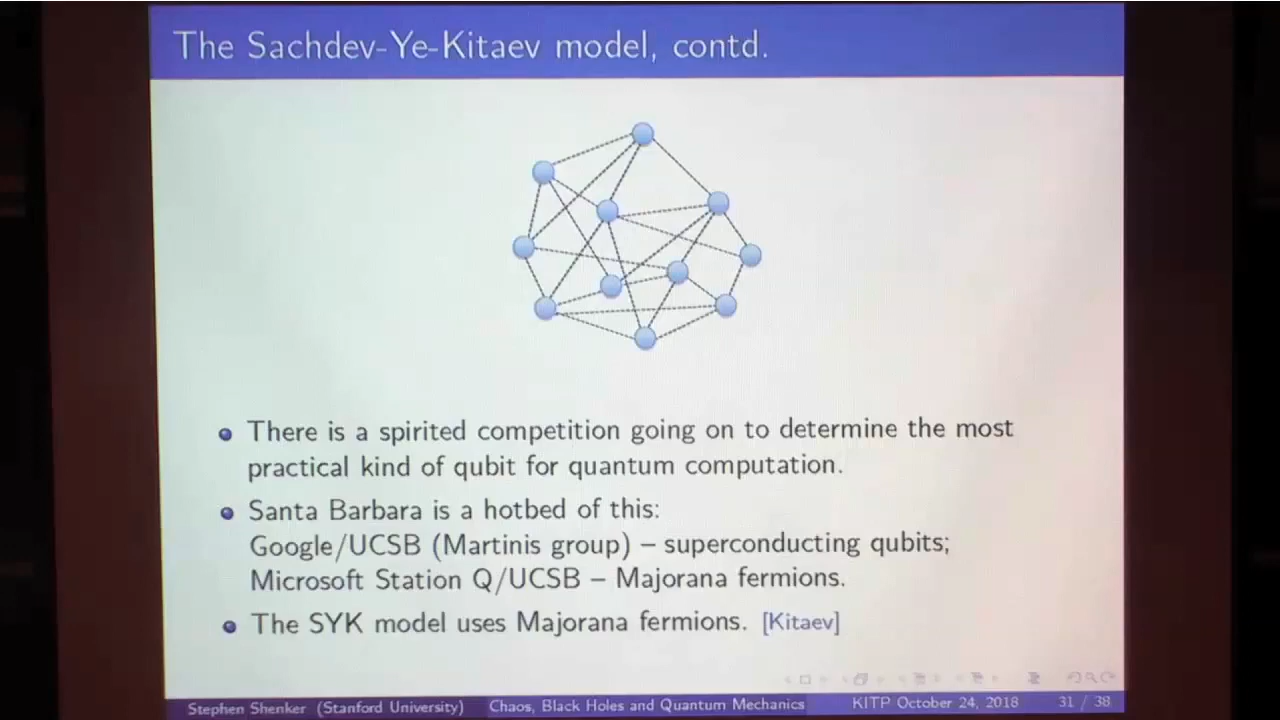 The Sachdev-Ye-Kitaev model, contd.
There is a spirited competition going on to determine the most
practical kind of qubit for quantum computation.
Santa Barbara is a hotbed of this:
Google/UCSB (Martinis group) – superconducting qubits;
Microsoft Station Q/UCSB – Majorana fermions.
The SYK model uses Majorana fermions. [Kitaev]
Stephen Shenker (Stanford University) Chaos, Black Holes and Quantum Mechanics KITP October 24, 2018 31 / 38